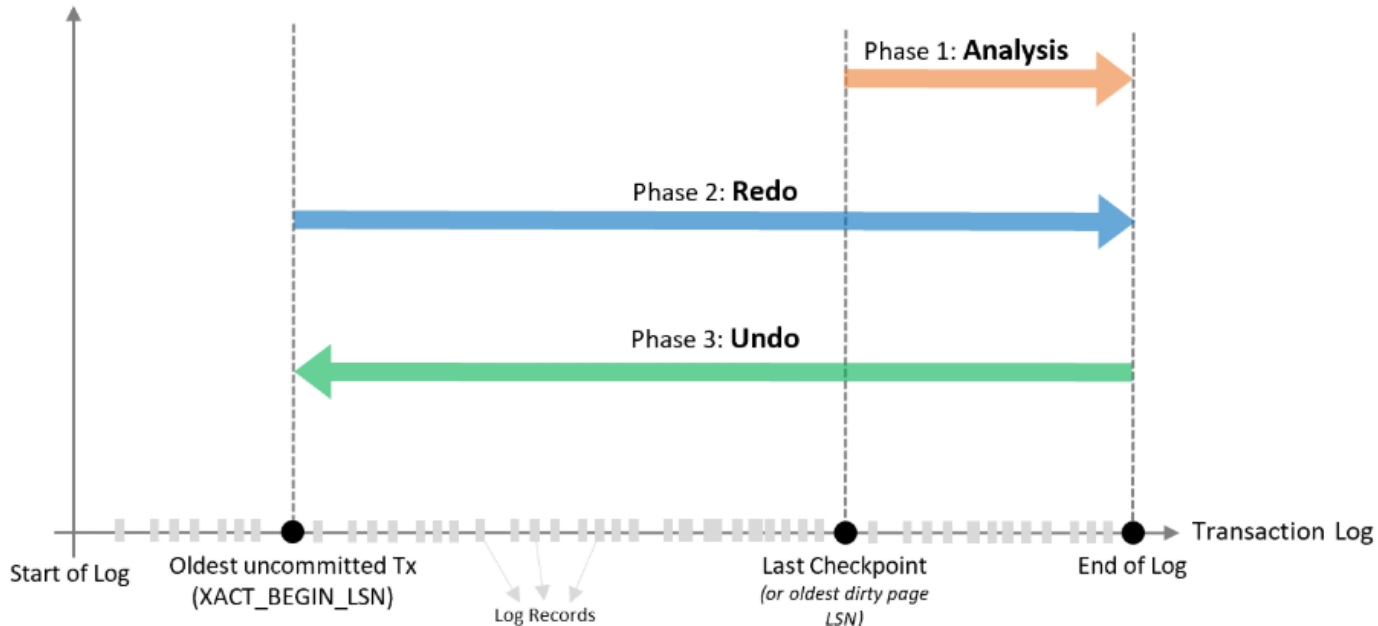 Phase 1: Analysis
Phase 2: Redo
Phase 3: Undo
Transaction Log
Start of Log
Oldest uncommitted Tx
(XACT_BEGIN_LSN)
Log Records
Last Checkpoint
(or oldest dirty page
LSN)
End of Log